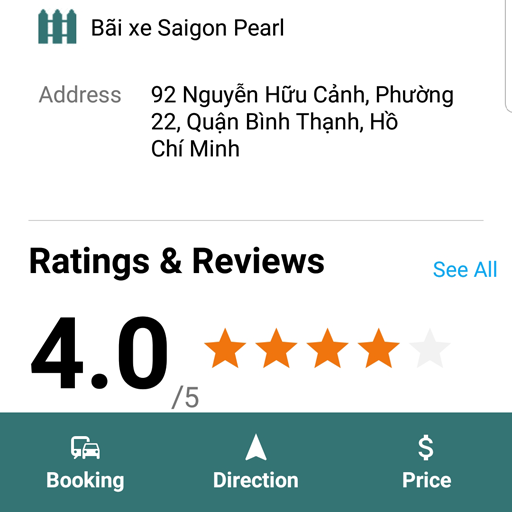 Bãi xe Saigon Pearl
Address
92 Nguyễn Hữu Cảnh, Phường
22, Quận Bình Thạnh, Hồ
Chí Minh
Ratings & Reviews
See All
4.0
/5
Booking
Direction
Price